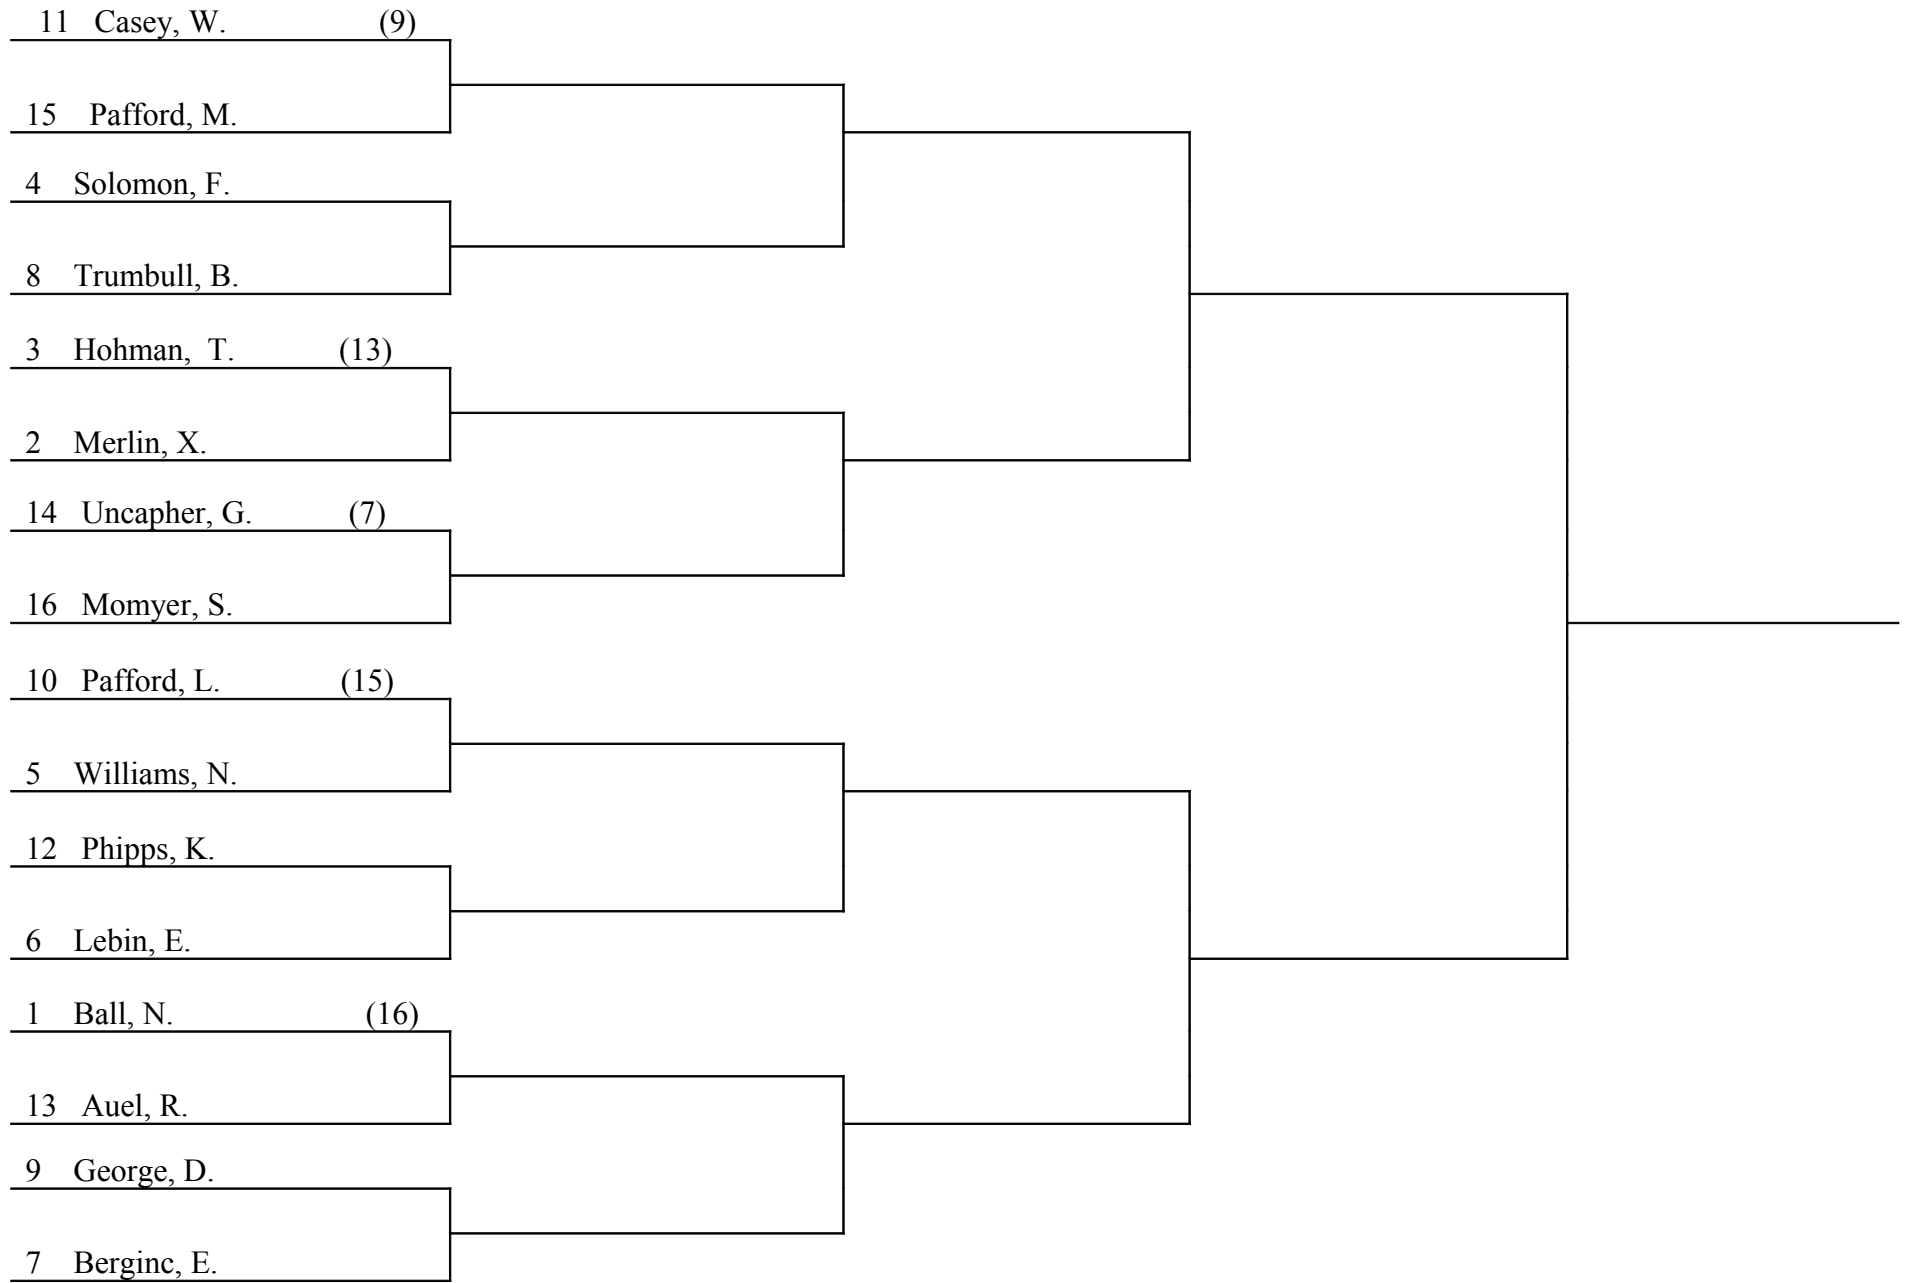 11 Casey, W. (9)
15 Pafford, M.
4 Solomon, F.
8 Trumbull, B.
3 Hohman, T. (13)
2 Merlin, X.
14 Uncapher, G. (7)
16 Momyer, S.
10 Pafford, L. (15)
5 Williams, N.
12 Phipps, K.
6 Lebin, E.
1 Ball, N. (16)
13 Auel, R.
9 George, D.
7 Berginc, E.